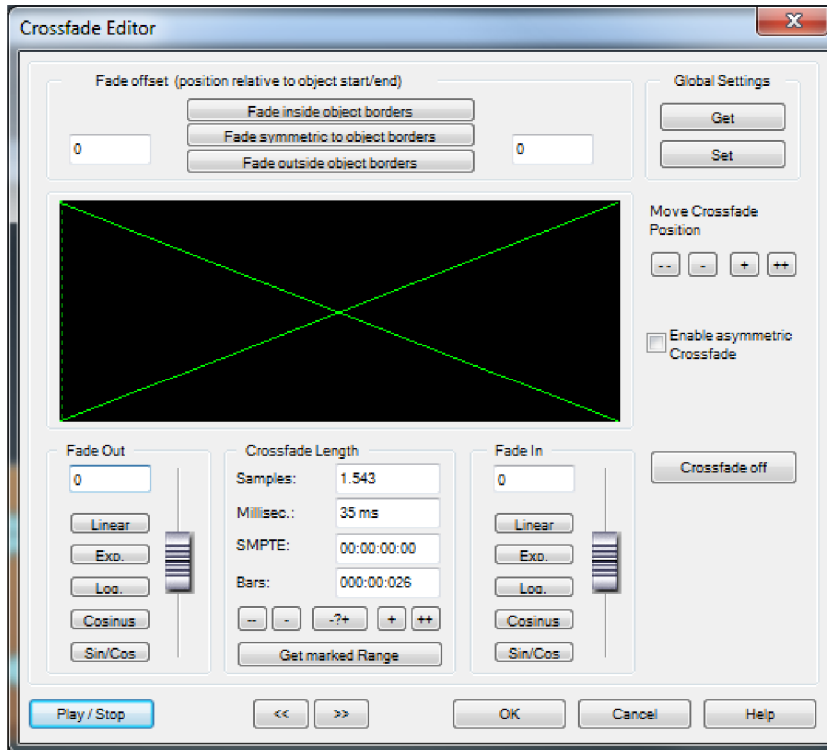 Crossfade Editor
X
Fade offset (position relative to object start/end)
Global Settings
Fade inside object borders
Get
0
Fade symmetric to object borders
0
Fade outside object borders
Set
Move Crossfade
Position
-- - + ++
Enable asymmetric
Crossfade
Fade Out
Crossfade Length
Fade In
Crossfade off
0
Samples: 1.543
0
Linear
Millisec.: 35 ms
Linear
Exp.
SMPTE: 00:00:00:00
Exp.
Log.
Bars: 000:00:026
Log.
Cosinus
-- - -?+ + ++
Cosinus
Sin/Cos
Get marked Range
Sin/Cos
Play / Stop << >> OK Cancel Help